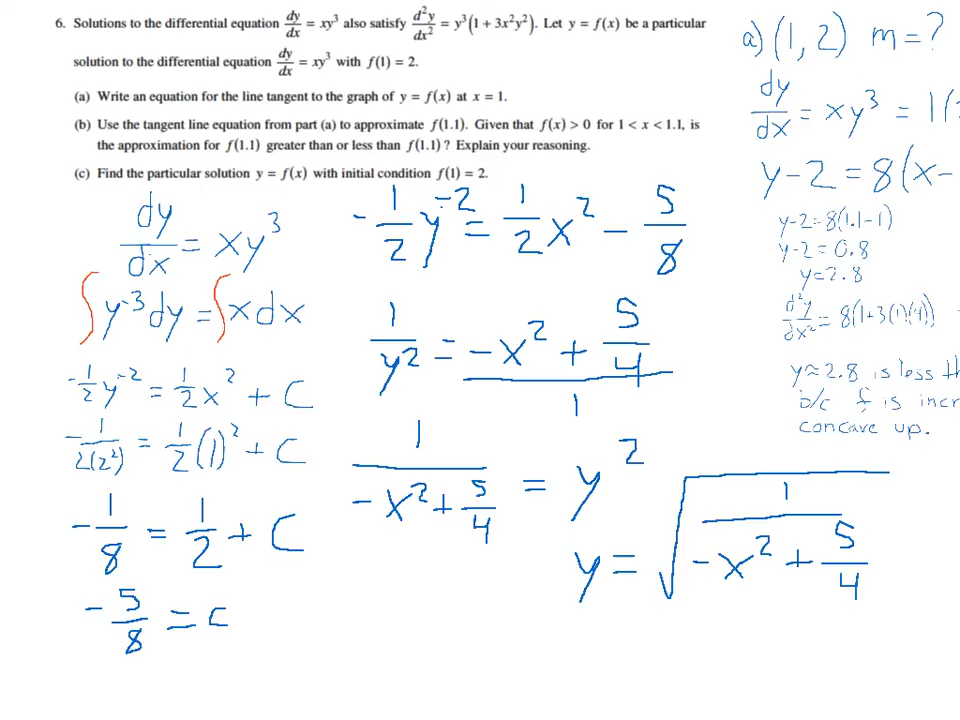 6. Solutions to the differential equation dy/dx = xy³ also satisfy d²y/dx² = y³(1 + 3x²y²). Let y = f(x) be a particular
solution to the differential equation dy/dx = xy³ with f(1) = 2.
(a) Write an equation for the line tangent to the graph of y = f(x) at x = 1.
(b) Use the tangent line equation from part (a) to approximate f(1.1). Given that f(x) > 0 for 1 < x < 1.1, is
the approximation for f(1.1) greater than or less than f(1.1) ? Explain your reasoning.
(c) Find the particular solution y = f(x) with initial condition f(1) = 2.
dy/dx = xy³
∫y⁻³dy = ∫x dx
-1/2 y⁻² = 1/2 x² + C
-1/(2(2²)) = 1/2 (1)² + C
-1/8 = 1/2 + C
-5/8 = C
-1/2 y⁻² = 1/2 x² - 5/8
1/y² = (-x² + 5/4)/1
1/(-x² + 5/4) = y²
y = √(1/(-x² + 5/4))
a) (1, 2) m = ?
dy/dx = xy³ = 1(
y-2 = 8(x-
y-2 = 8(1.1-1)
y-2 = 0.8
y = 2.8
d²y/dx² = 8(1+3(1)(4))
y ≈ 2.8 is less th
b/c f is incr
concave up.